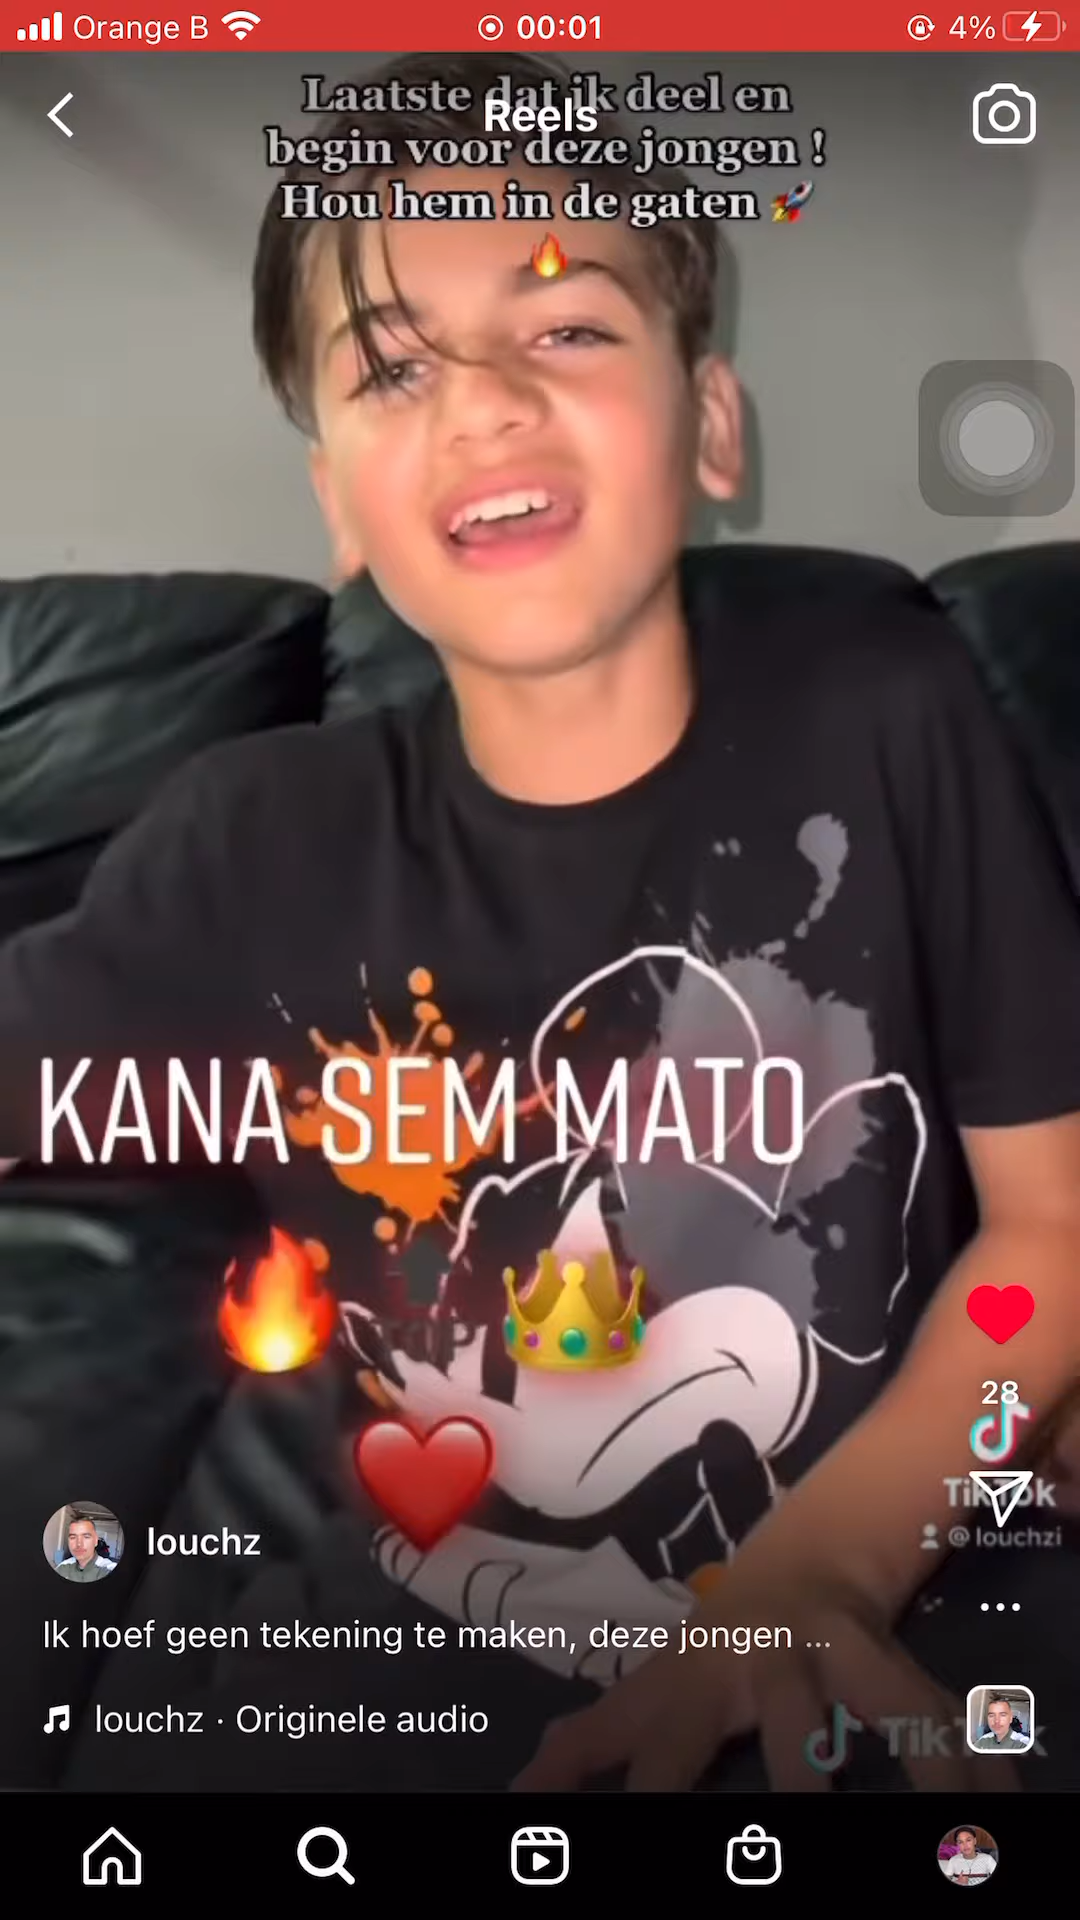 Orange B
00:01
4%
Laatste dat ik deel en
Reels
begin voor deze jongen !
Hou hem in de gaten 🚀
🔥
KANA SEM MATO
🔥 👑
❤️
28
TikTok
@ louchzi
louchz
Ik hoef geen tekening te maken, deze jongen ...
louchz · Originele audio
TikTok